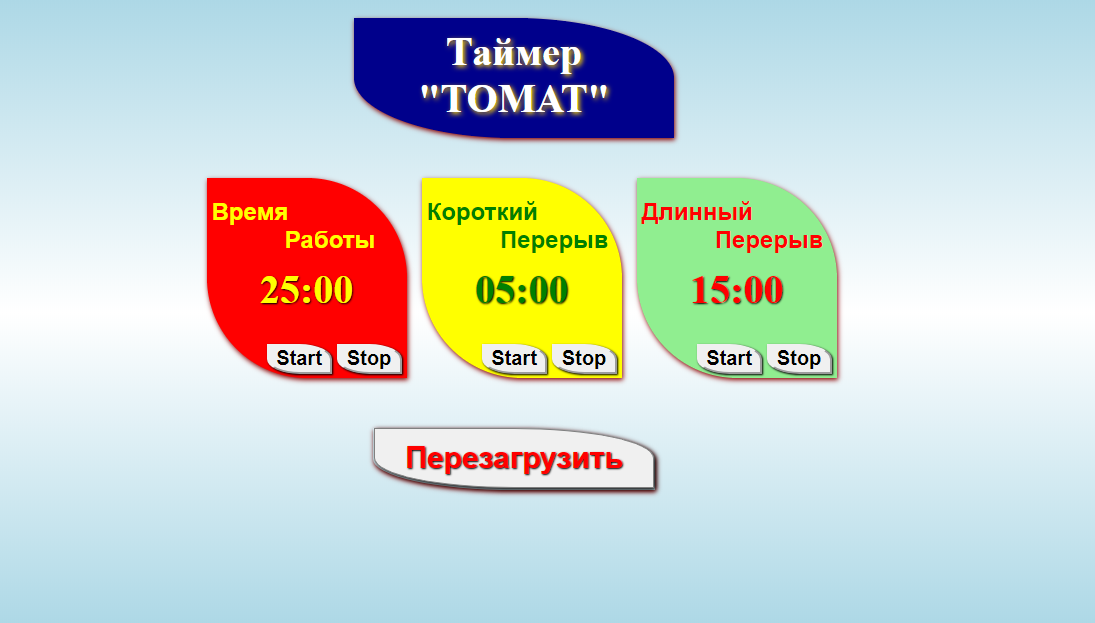 Таймер
"ТОМАТ"
Время
Работы
25:00
Start Stop
Короткий
Перерыв
05:00
Start Stop
Длинный
Перерыв
15:00
Start Stop
Перезагрузить